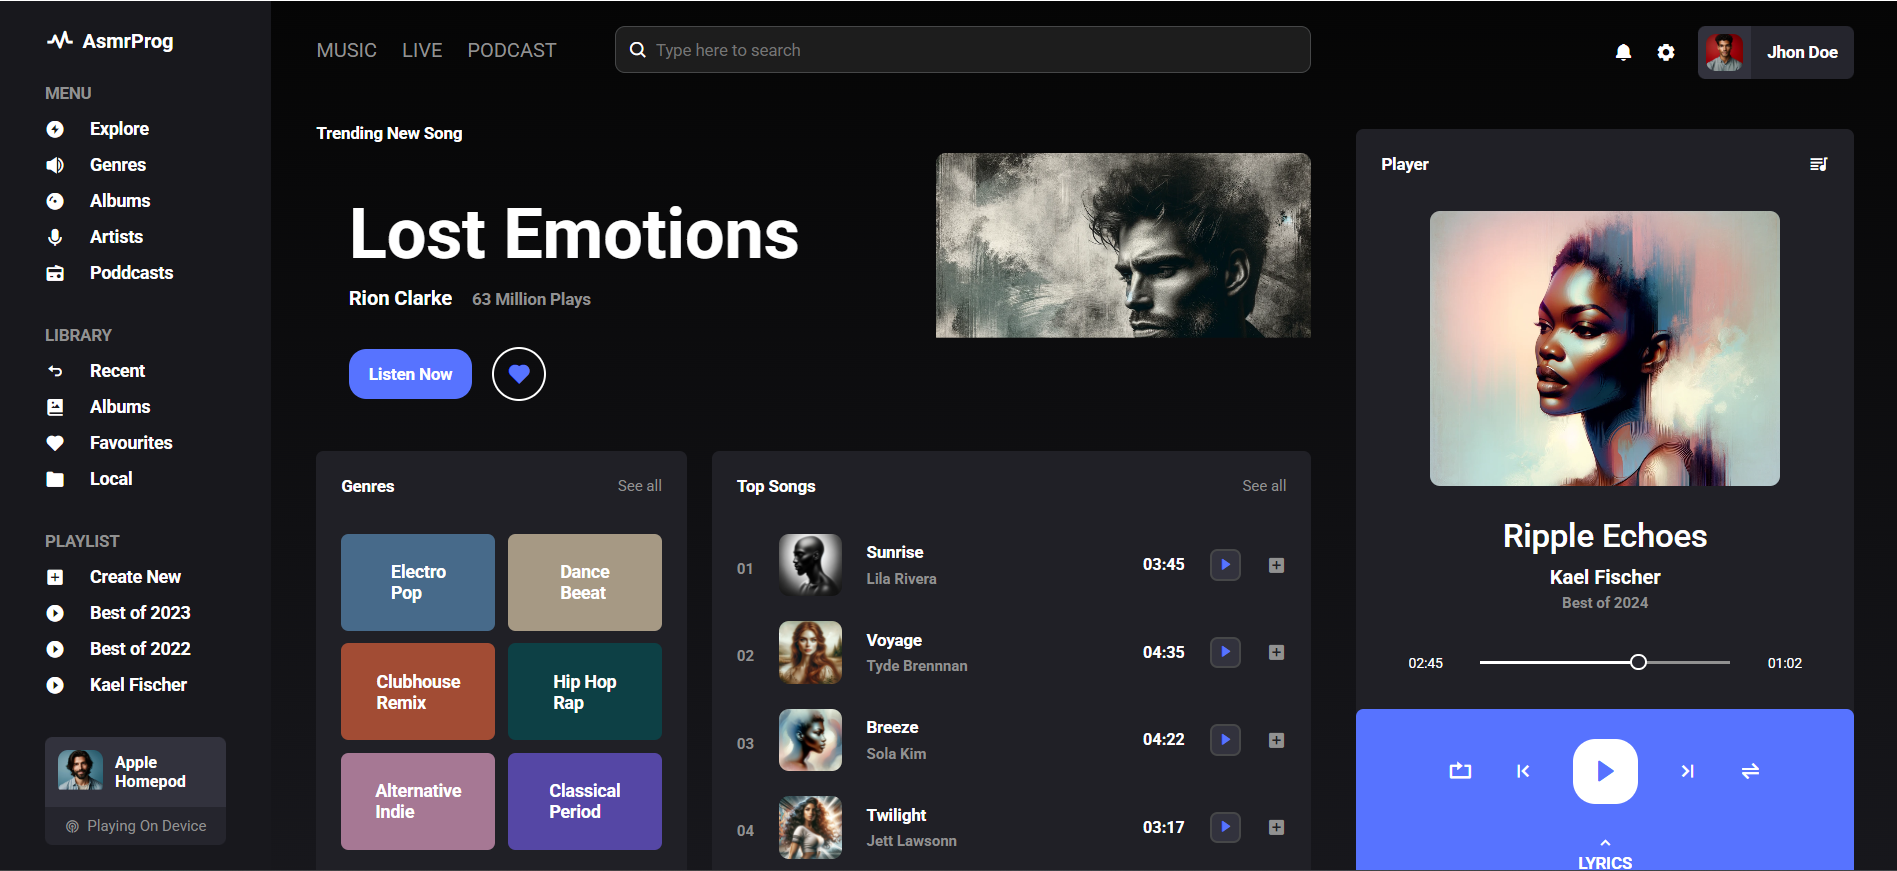 AsmrProg
MENU
Explore
Genres
Albums
Artists
Poddcasts
LIBRARY
Recent
Albums
Favourites
Local
PLAYLIST
Create New
Best of 2023
Best of 2022
Kael Fischer
Apple
Homepod
Playing On Device
MUSIC LIVE PODCAST
Type here to search
Jhon Doe
Trending New Song
Lost Emotions
Rion Clarke 63 Million Plays
Listen Now
Genres See all
Electro
Pop
Dance
Beeat
Clubhouse
Remix
Hip Hop
Rap
Alternative
Indie
Classical
Period
Top Songs See all
01
Sunrise
Lila Rivera
03:45
02
Voyage
Tyde Brennnan
04:35
03
Breeze
Sola Kim
04:22
04
Twilight
Jett Lawsonn
03:17
Player
Ripple Echoes
Kael Fischer
Best of 2024
02:45 01:02
LYRICS